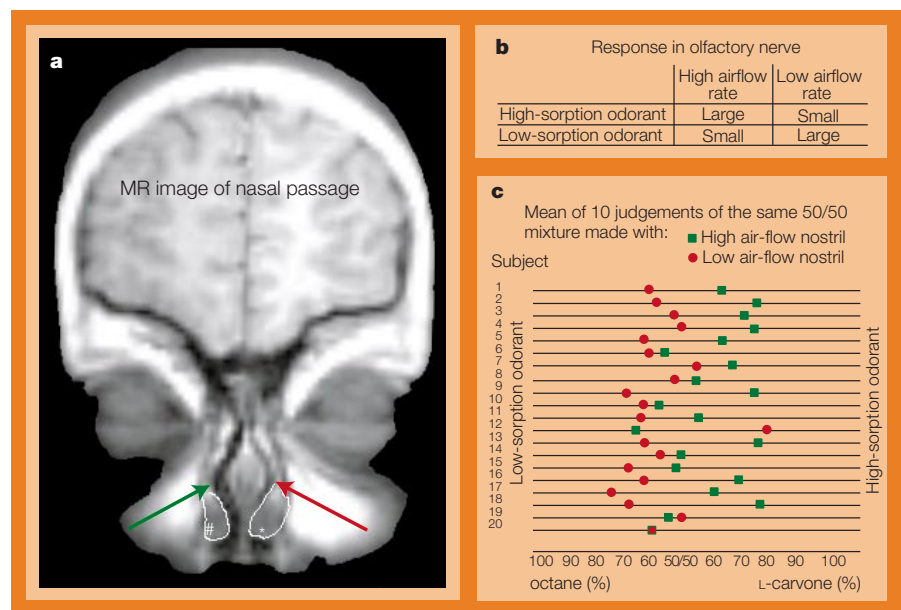 a
MR image of nasal passage
#
*
b
Response in olfactory nerve
High airflow rate
Low airflow rate
High-sorption odorant Large Small
Low-sorption odorant Small Large
c
Mean of 10 judgements of the same 50/50
mixture made with:
High air-flow nostril
Low air-flow nostril
Subject
1
2
3
4
5
6
7
8
9
10
11
12
13
14
15
16
17
18
19
20
Low-sorption odorant
High-sorption odorant
100 90 80 70 60 50/50 60 70 80 90 100
octane (%)
L-carvone (%)